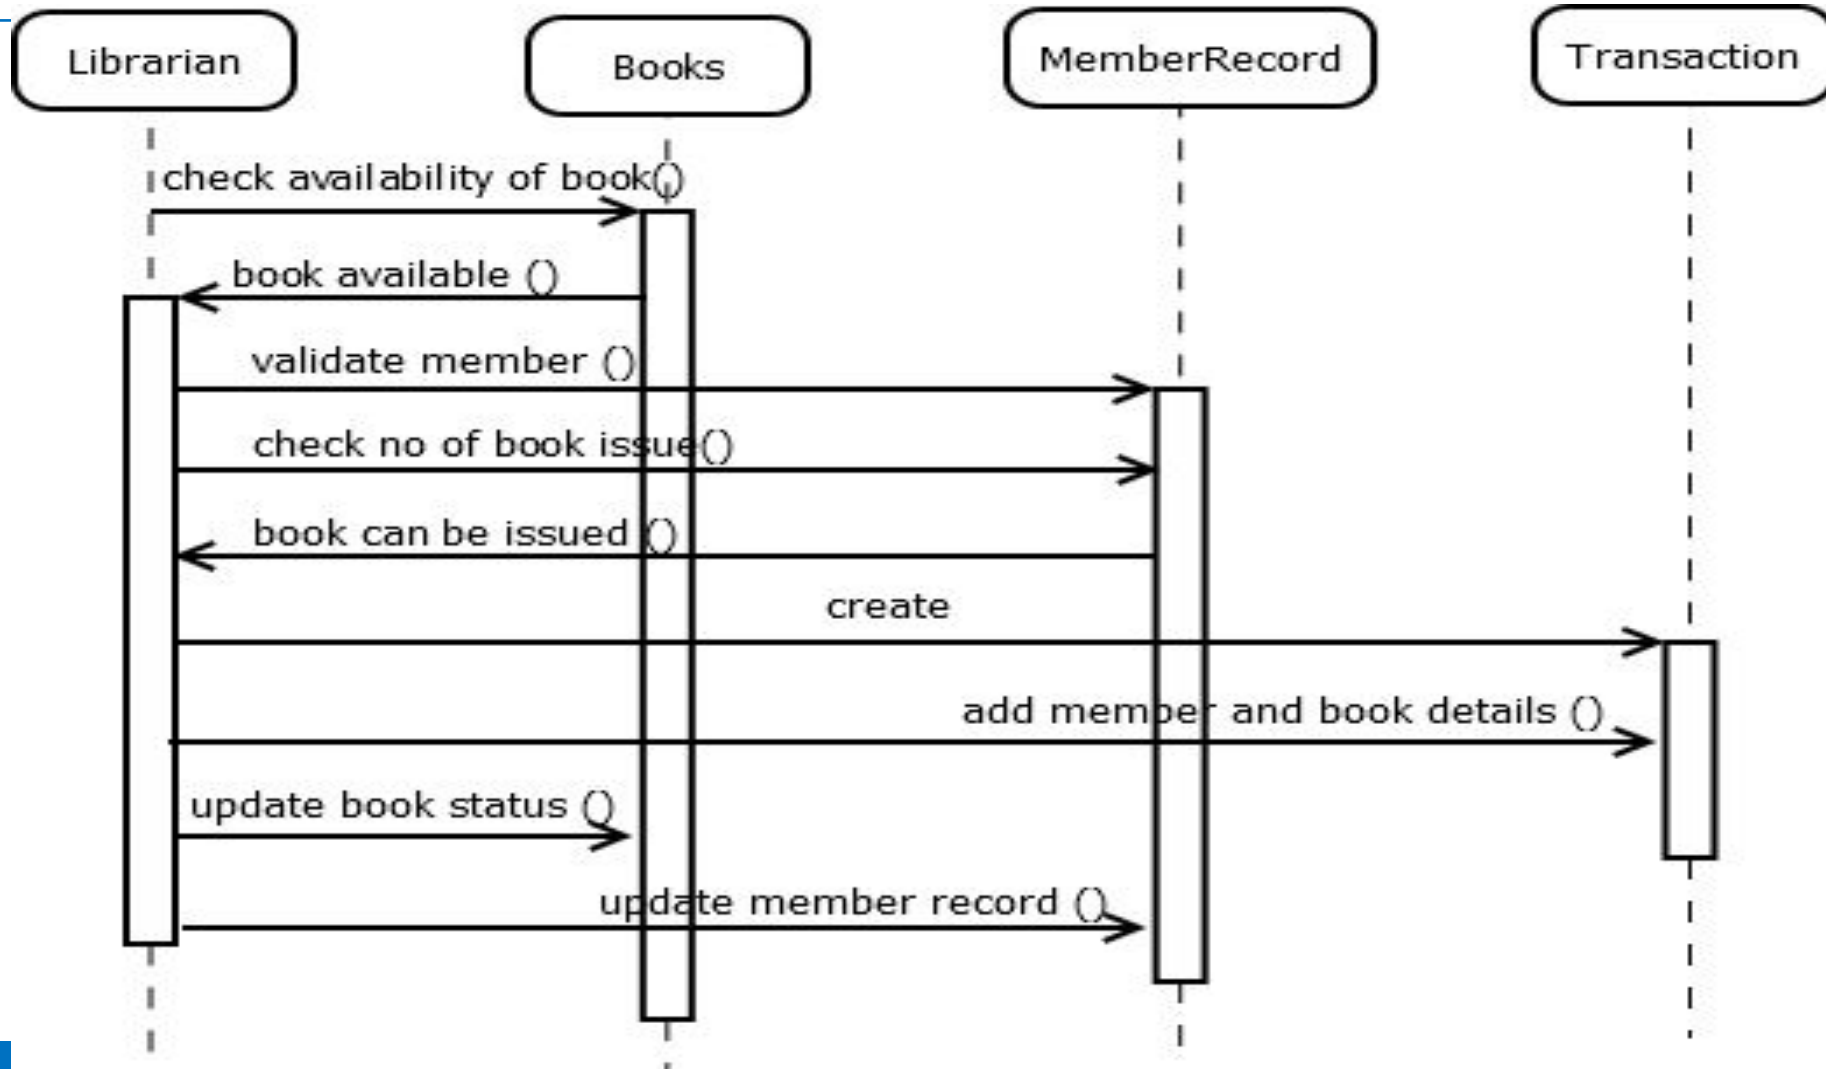 Librarian
Books
MemberRecord
Transaction
check availability of book()
book available ()
validate member ()
check no of book issue()
book can be issued ()
create
add member and book details ()
update book status ()
update member record ()